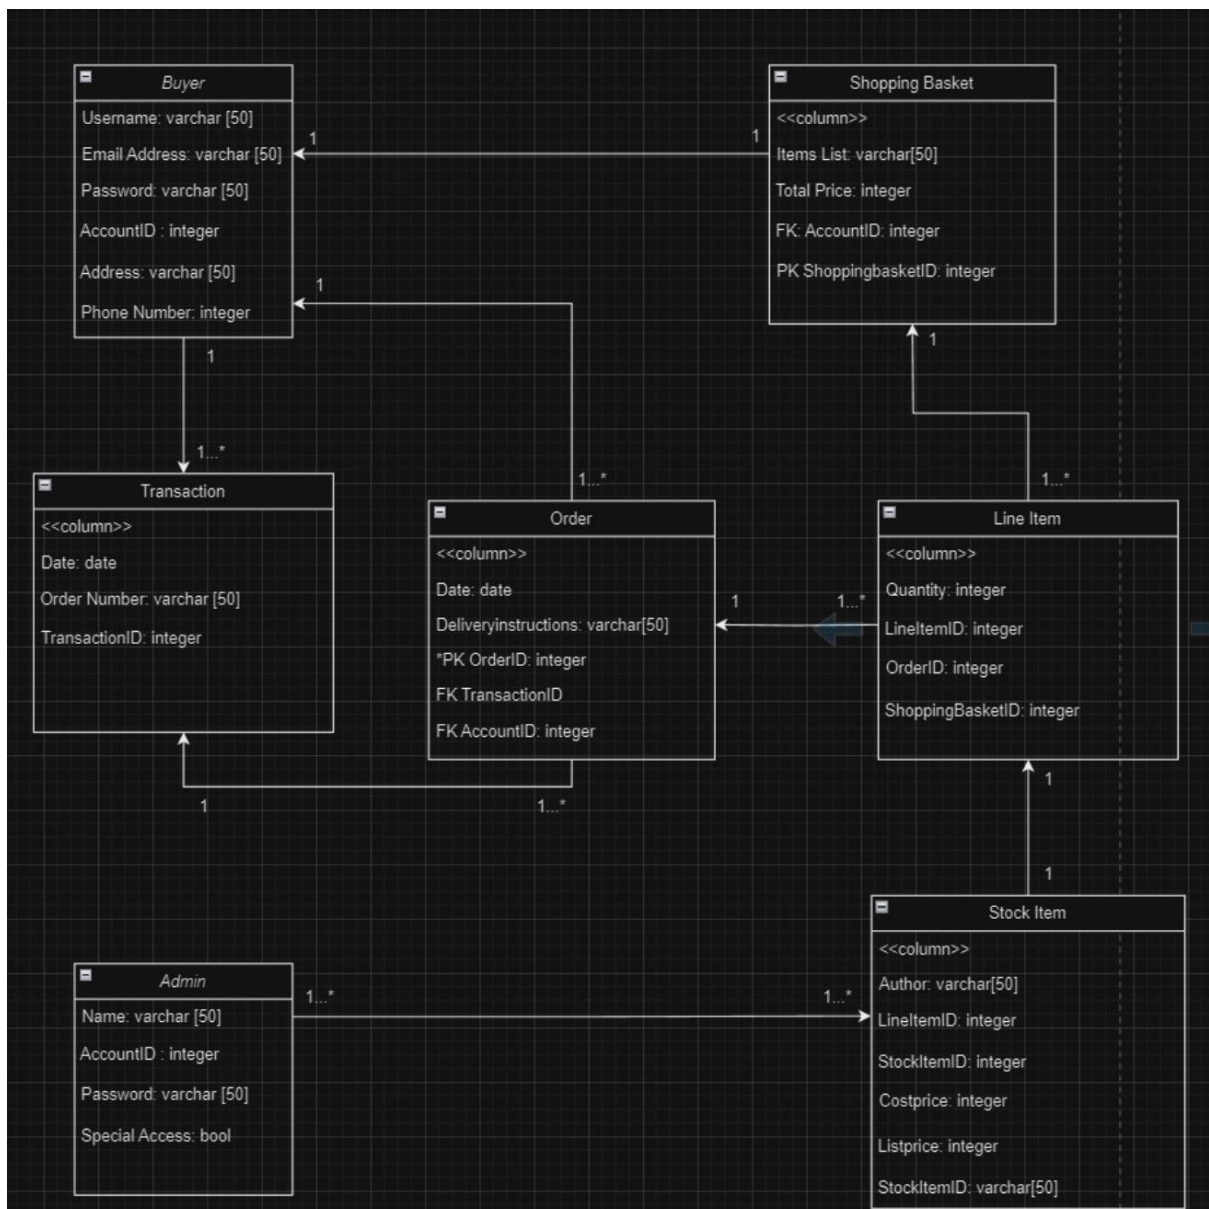 Buyer
Username: varchar [50]
Email Address: varchar [50]
Password: varchar [50]
AccountID : integer
Address: varchar [50]
Phone Number: integer
1
1
Shopping Basket
<<column>>
Items List: varchar[50]
Total Price: integer
FK: AccountID: integer
PK ShoppingbasketID: integer
1
1...*
1
1...*
1
1...*
Transaction
<<column>>
Date: date
Order Number: varchar [50]
TransactionID: integer
Order
<<column>>
Date: date
Deliveryinstructions: varchar[50]
*PK OrderID: integer
FK TransactionID
FK AccountID: integer
1
1...*
Line Item
<<column>>
Quantity: integer
LineItemID: integer
OrderID: integer
ShoppingBasketID: integer
1
1...*
1
1
Admin
Name: varchar [50]
AccountID : integer
Password: varchar [50]
Special Access: bool
1...*
1...*
Stock Item
<<column>>
Author: varchar[50]
LineItemID: integer
StockItemID: integer
Costprice: integer
Listprice: integer
StockItemID: varchar[50]